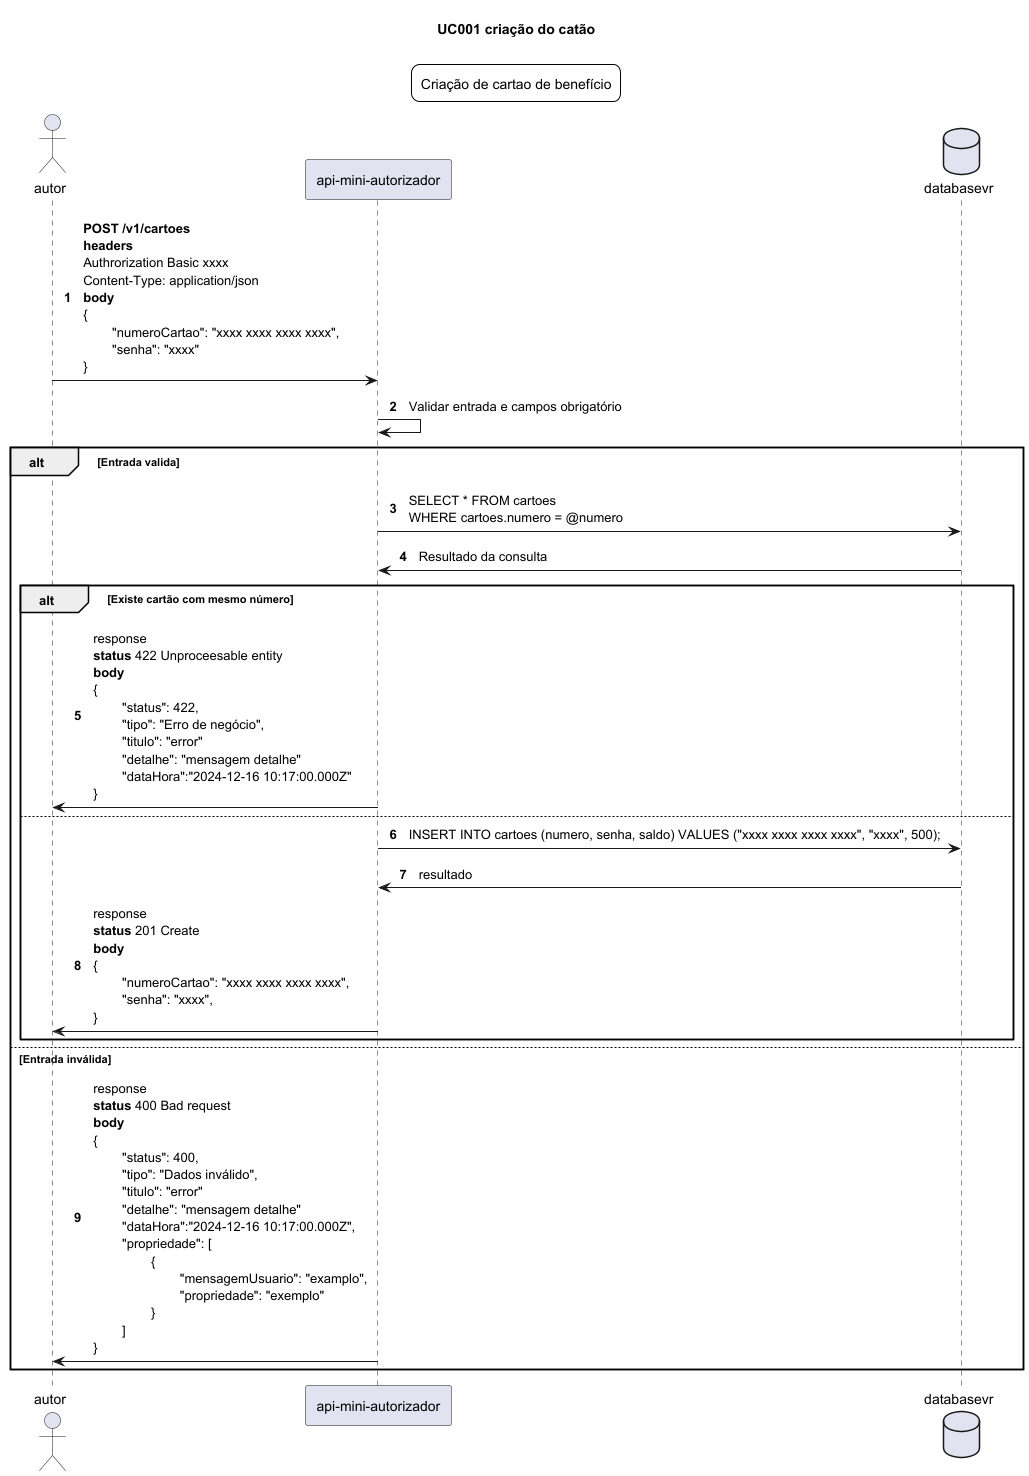 UC001 criação do catão
Criação de cartao de benefício
autor
api-mini-autorizador
databasevr
POST /v1/cartoes
headers
Authrorization Basic xxxx
Content-Type: application/json
1 body
{
"numeroCartao": "xxxx xxxx xxxx xxxx",
"senha": "xxxx"
}
2 Validar entrada e campos obrigatório
alt [Entrada valida]
3 SELECT * FROM cartoes
WHERE cartoes.numero = @numero
4 Resultado da consulta
alt [Existe cartão com mesmo número]
response
status 422 Unproceesable entity
body
{
"status": 422,
5 "tipo": "Erro de negócio",
"titulo": "error"
"detalhe": "mensagem detalhe"
"dataHora":"2024-12-16 10:17:00.000Z"
}
6 INSERT INTO cartoes (numero, senha, saldo) VALUES ("xxxx xxxx xxxx xxxx", "xxxx", 500);
7 resultado
response
status 201 Create
body
8 {
"numeroCartao": "xxxx xxxx xxxx xxxx",
"senha": "xxxx",
}
[Entrada inválida]
response
status 400 Bad request
body
{
"status": 400,
"tipo": "Dados inválido",
"titulo": "error"
9 "detalhe": "mensagem detalhe"
"dataHora":"2024-12-16 10:17:00.000Z",
"propriedade": [
{
"mensagemUsuario": "examplo",
"propriedade": "exemplo"
}
]
}
autor
api-mini-autorizador
databasevr